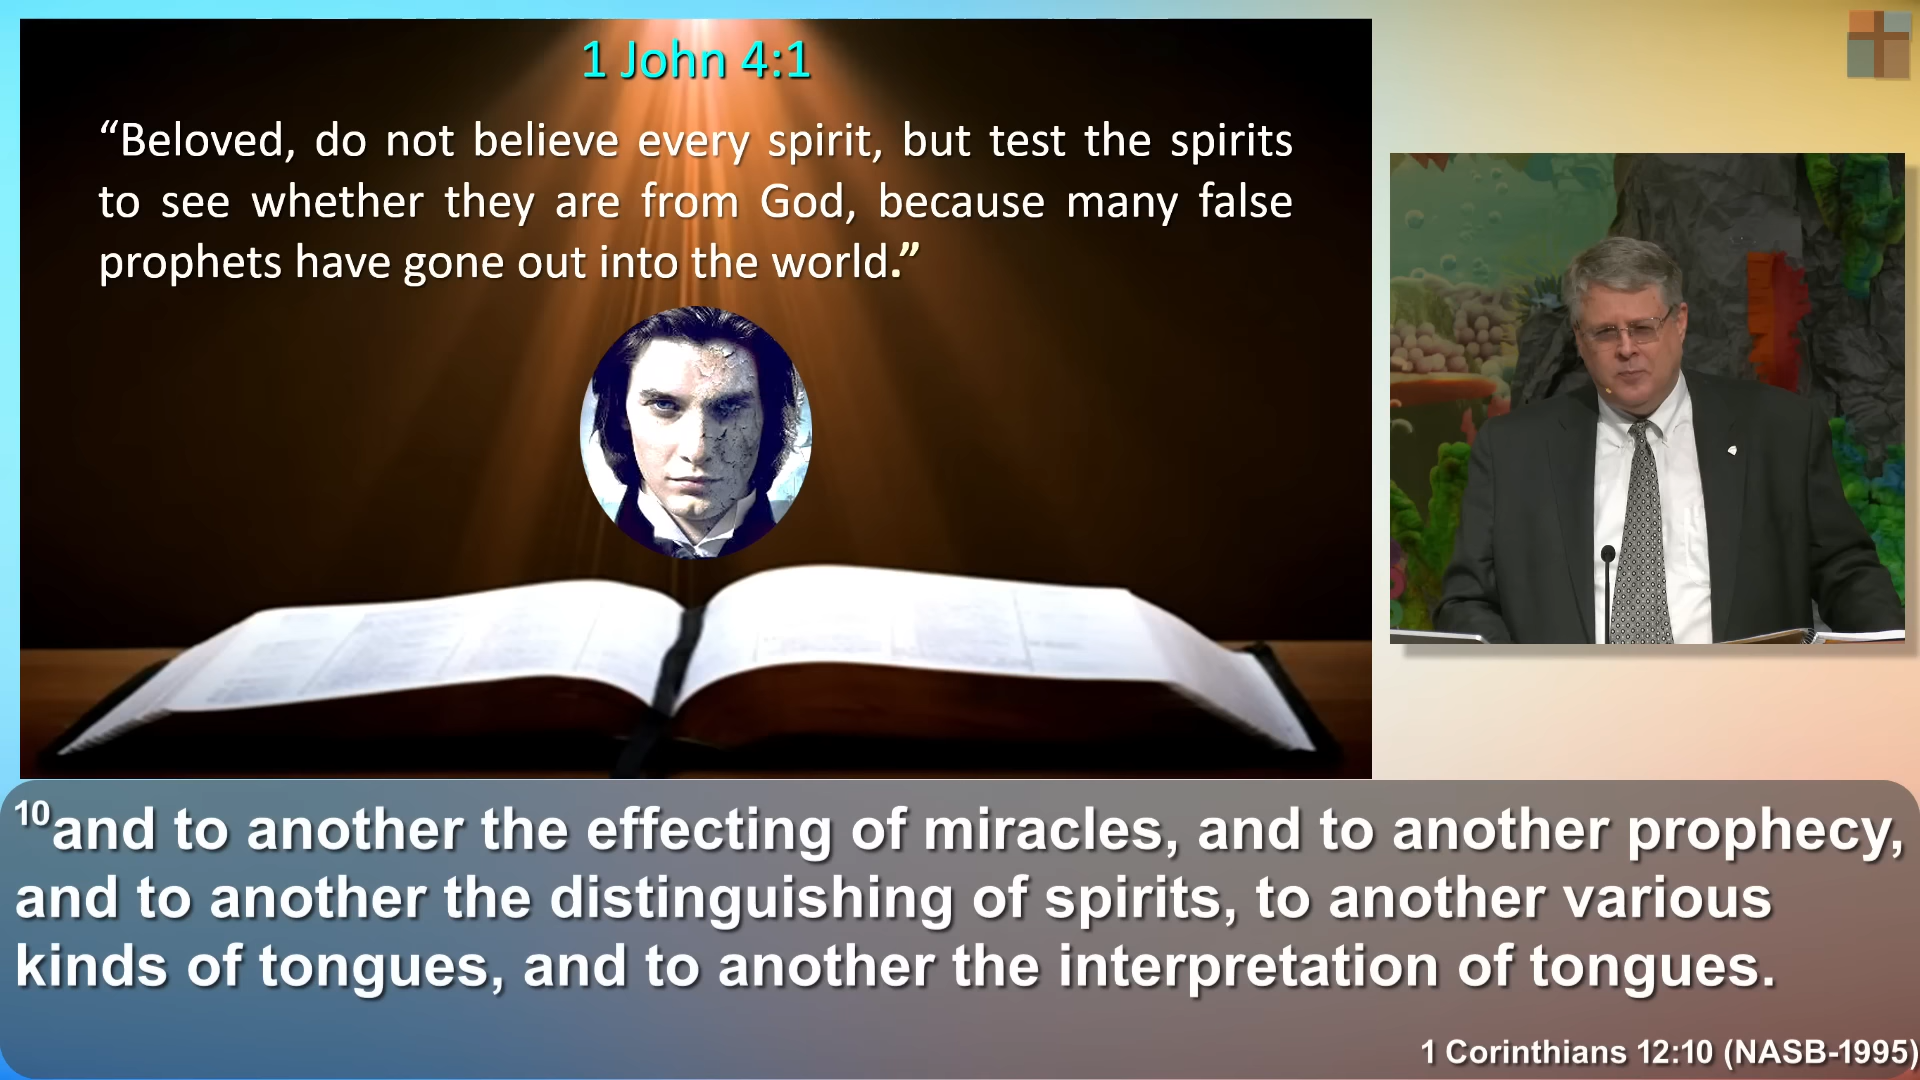 1 John 4:1
“Beloved, do not believe every spirit, but test the spirits
to see whether they are from God, because many false
prophets have gone out into the world.”
10and to another the effecting of miracles, and to another prophecy,
and to another the distinguishing of spirits, to another various
kinds of tongues, and to another the interpretation of tongues.
1 Corinthians 12:10 (NASB-1995)